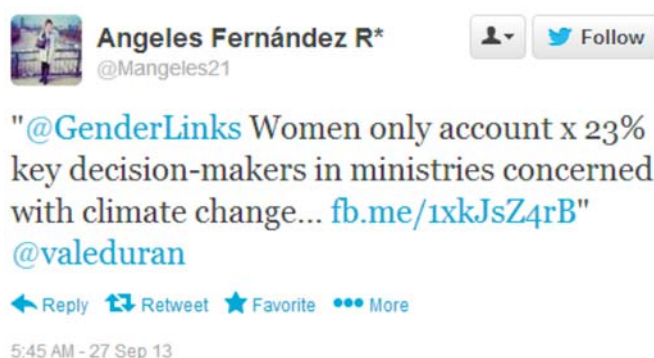 Angeles Fernández R*
@Mangeles21
Follow
"@GenderLinks Women only account x 23%
key decision-makers in ministries concerned
with climate change... fb.me/1xkJsZ4rB"
@valeduran
Reply Retweet Favorite More
5:45 AM - 27 Sep 13